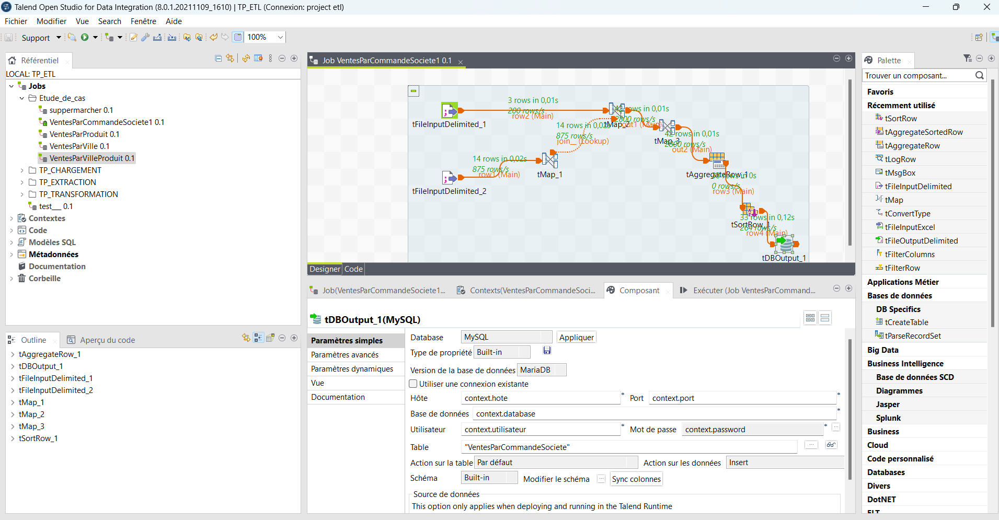 Talend Open Studio for Data Integration (8.0.1.20211109_1610) | TP_ETL (Connexion: project etl)
Fichier Modifier Vue Search Fenêtre Aide
Support 100%
Référentiel
LOCAL: TP_ETL
Jobs
Etude_de_cas
suppermarcher 0.1
VentesParCommandeSociete1 0.1
VentesParProduit 0.1
VentesParVille 0.1
VentesParVilleProduit 0.1
TP_CHARGEMENT
TP_EXTRACTION
TP_TRANSFORMATION
test__ 0.1
Contextes
Code
Modèles SQL
Métadonnées
Documentation
Corbeille
Outline
Aperçu du code
tAggregateRow_1
tDBOutput_1
tFileInputDelimited_1
tFileInputDelimited_2
tMap_1
tMap_2
tMap_3
tSortRow_1
Job VentesParCommandeSociete1 0.1
3 rows in 0,01s
200 rows/s
row2 (Main)
tFileInputDelimited_1
42 rows in 0,01s
2800 rows/s
out1 (Main)
tMap_2
14 rows in 0,02s
875 rows/s
join__ (Lookup)
42 rows in 0,01s
2800 rows/s
out2 (Main)
tMap_3
14 rows in 0,02s
875 rows/s
row1 (Main)
tMap_1
tFileInputDelimited_2
tAggregateRow_1
33 rows in 0s
0 rows/s
row3 (Main)
tSortRow_1
33 rows in 0,12s
264 rows/s
row4 (Main)
tDBOutput_1
Designer Code
Job(VentesParCommandeSociete1... Contexts(VentesParCommandeSoci... Composant Exécuter (Job VentesParCommand...
tDBOutput_1(MySQL)
Paramètres simples
Paramètres avancés
Paramètres dynamiques
Vue
Documentation
Database MySQL Appliquer
Type de propriété Built-in
Version de la base de données MariaDB
Utiliser une connexion existante
Hôte context.hote * Port context.port *
Base de données context.database *
Utilisateur context.utilisateur * Mot de passe context.password * ...
Table "VentesParCommandeSociete" ...
Action sur la table Par défaut Action sur les données Insert
Schéma Built-in Modifier le schéma ... Sync colonnes
Source de données
This option only applies when deploying and running in the Talend Runtime
Palette
Trouver un composant...
Favoris
Récemment utilisé
tSortRow
tAggregateSortedRow
tAggregateRow
tLogRow
tMsgBox
tFileInputDelimited
tMap
tConvertType
tFileInputExcel
tFileOutputDelimited
tFilterColumns
tFilterRow
Applications Métier
Bases de données
DB Specifics
tCreateTable
tParseRecordSet
Big Data
Business Intelligence
Base de données SCD
Diagrammes
Jasper
Splunk
Business
Cloud
Code personnalisé
Databases
Divers
DotNET
ELT